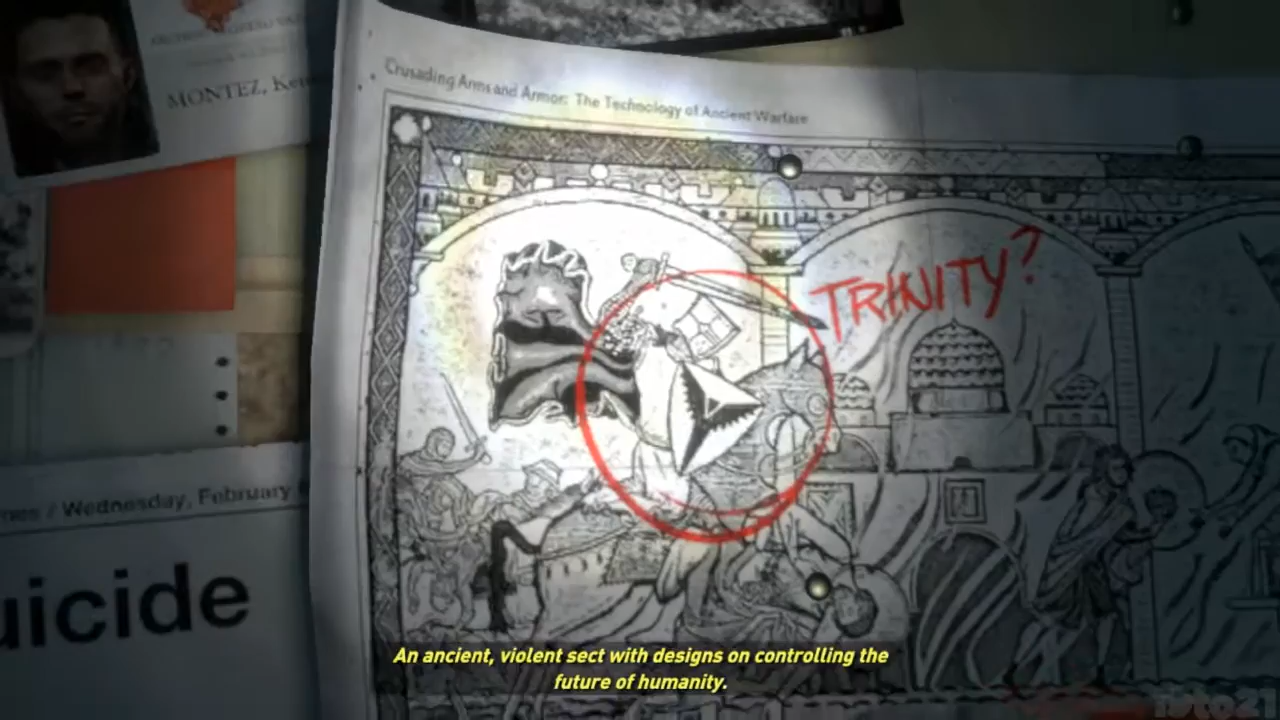 MONTEZ, Ke
Crusading Arms and Armor: The Technology of Ancient Warfare
TRINITY?
/ Wednesday, February
uicide
An ancient, violent sect with designs on controlling the
future of humanity.